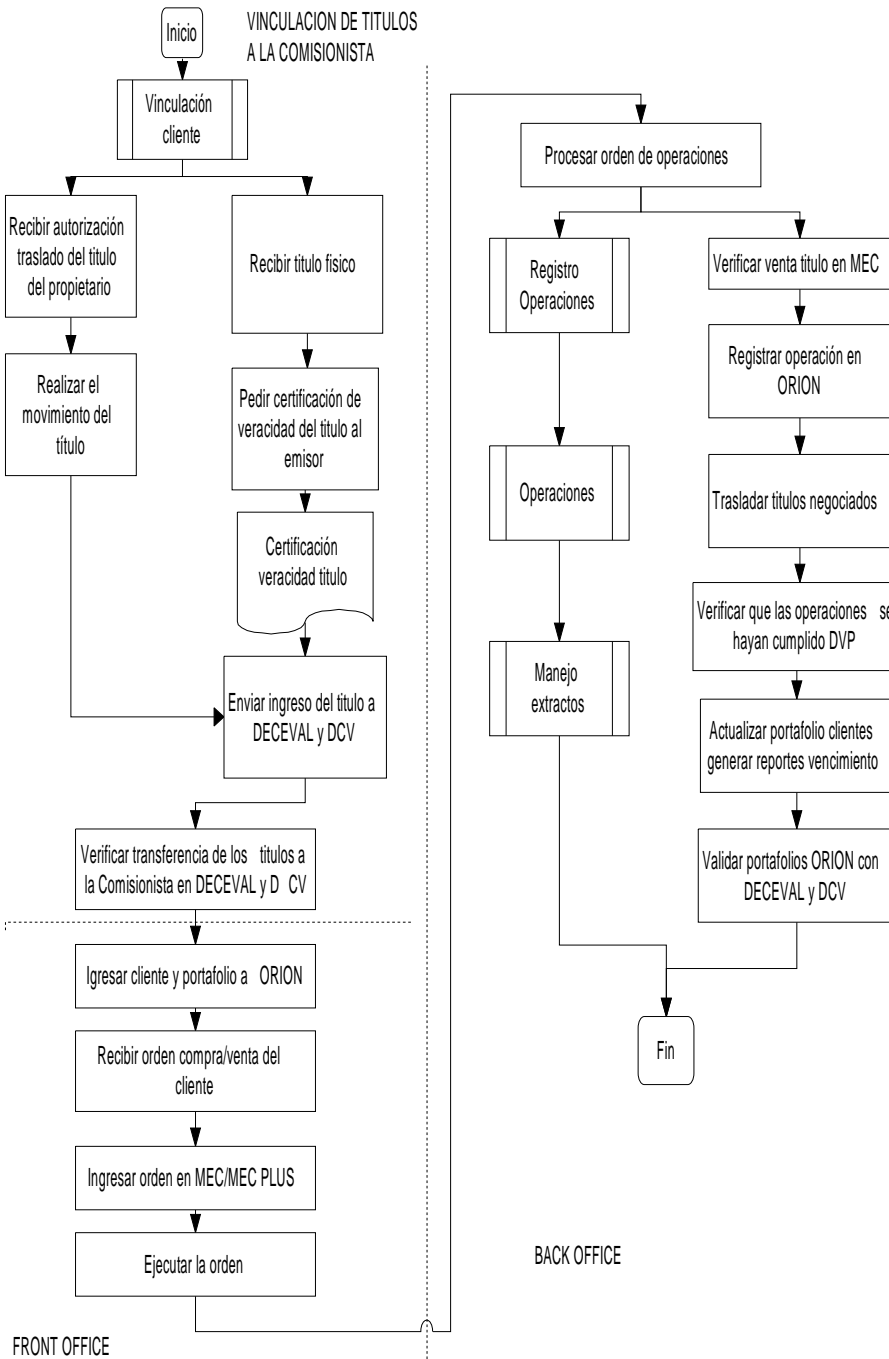 VINCULACION DE TITULOS
A LA COMISIONISTA
Inicio
Vinculación
cliente
Recibir autorización
traslado del titulo
del propietario
Recibir titulo fisico
Realizar el
movimiento del
título
Pedir certificación de
veracidad del titulo al
emisor
Certificación
veracidad titulo
Enviar ingreso del titulo a
DECEVAL y DCV
Verificar transferencia de los titulos a
la Comisionista en DECEVAL y D CV
Igresar cliente y portafolio a ORION
Recibir orden compra/venta del
cliente
Ingresar orden en MEC/MEC PLUS
Ejecutar la orden
FRONT OFFICE
Procesar orden de operaciones
Registro
Operaciones
Operaciones
Manejo
extractos
Verificar venta titulo en MEC
Registrar operación en
ORION
Trasladar titulos negociados
Verificar que las operaciones se
hayan cumplido DVP
Actualizar portafolio clientes
generar reportes vencimiento
Validar portafolios ORION con
DECEVAL y DCV
Fin
BACK OFFICE